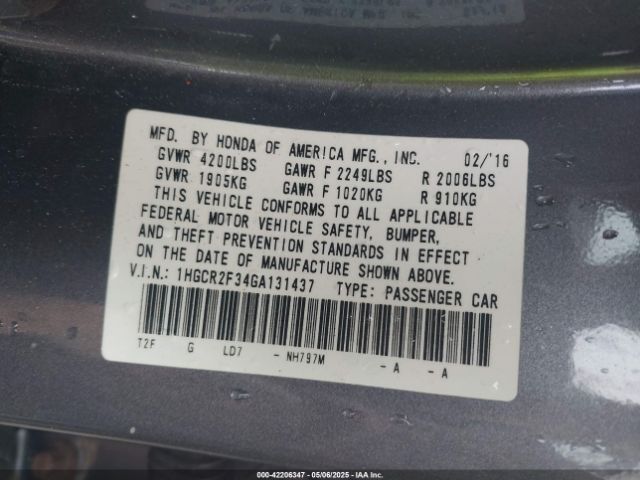 MFD. BY HONDA OF AMERICA MFG., INC. 02/'16
GVWR 4200LBS GAWR F 2249LBS R 2006LBS
GVWR 1905KG GAWR F 1020KG R 910KG
THIS VEHICLE CONFORMS TO ALL APPLICABLE
FEDERAL MOTOR VEHICLE SAFETY, BUMPER,
AND THEFT PREVENTION STANDARDS IN EFFECT
ON THE DATE OF MANUFACTURE SHOWN ABOVE.
V.I.N.: 1HGCR2F34GA131437 TYPE: PASSENGER CAR
T2F G LD7 - NH797M - A - A
000-42206347 - 05/06/2025 - IAAI.COM